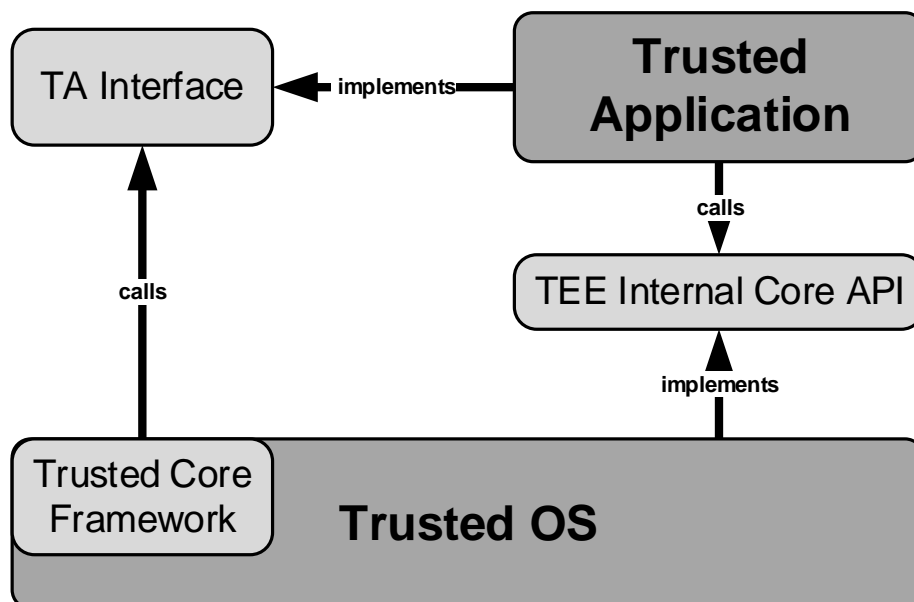 TA Interface
implements
Trusted
Application
calls
TEE Internal Core API
calls
implements
Trusted Core
Framework
Trusted OS